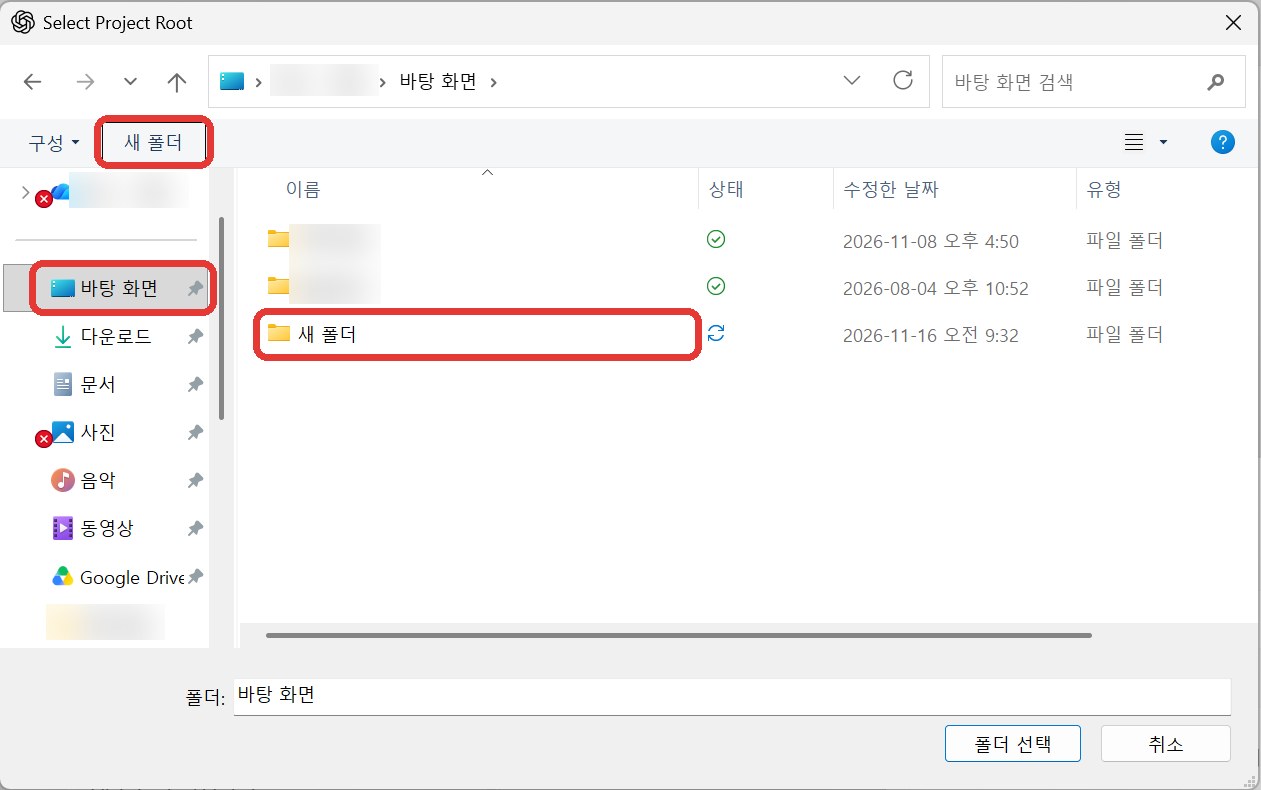 Select Project Root
바탕 화면
바탕 화면 검색
구성 새 폴더
이름 상태 수정한 날짜 유형
2026-11-08 오후 4:50 파일 폴더
2026-08-04 오후 10:52 파일 폴더
새 폴더 2026-11-16 오전 9:32 파일 폴더
바탕 화면
다운로드
문서
사진
음악
동영상
Google Drive
폴더: 바탕 화면
폴더 선택 취소